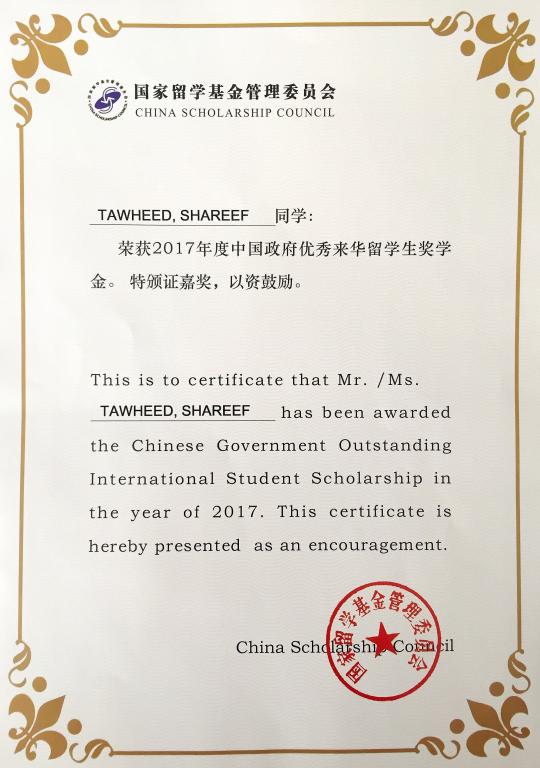 国家留学基金管理委员会
CHINA SCHOLARSHIP COUNCIL
TAWHEED, SHAREEF 同学:
荣获2017年度中国政府优秀来华留学生奖学
金。 特颁证嘉奖，以资鼓励。
This is to certificate that Mr. /Ms.
TAWHEED, SHAREEF has been awarded
the Chinese Government Outstanding
International Student Scholarship in
the year of 2017. This certificate is
hereby presented as an encouragement.
China Scholarship Council
国家留学基金管理委员会